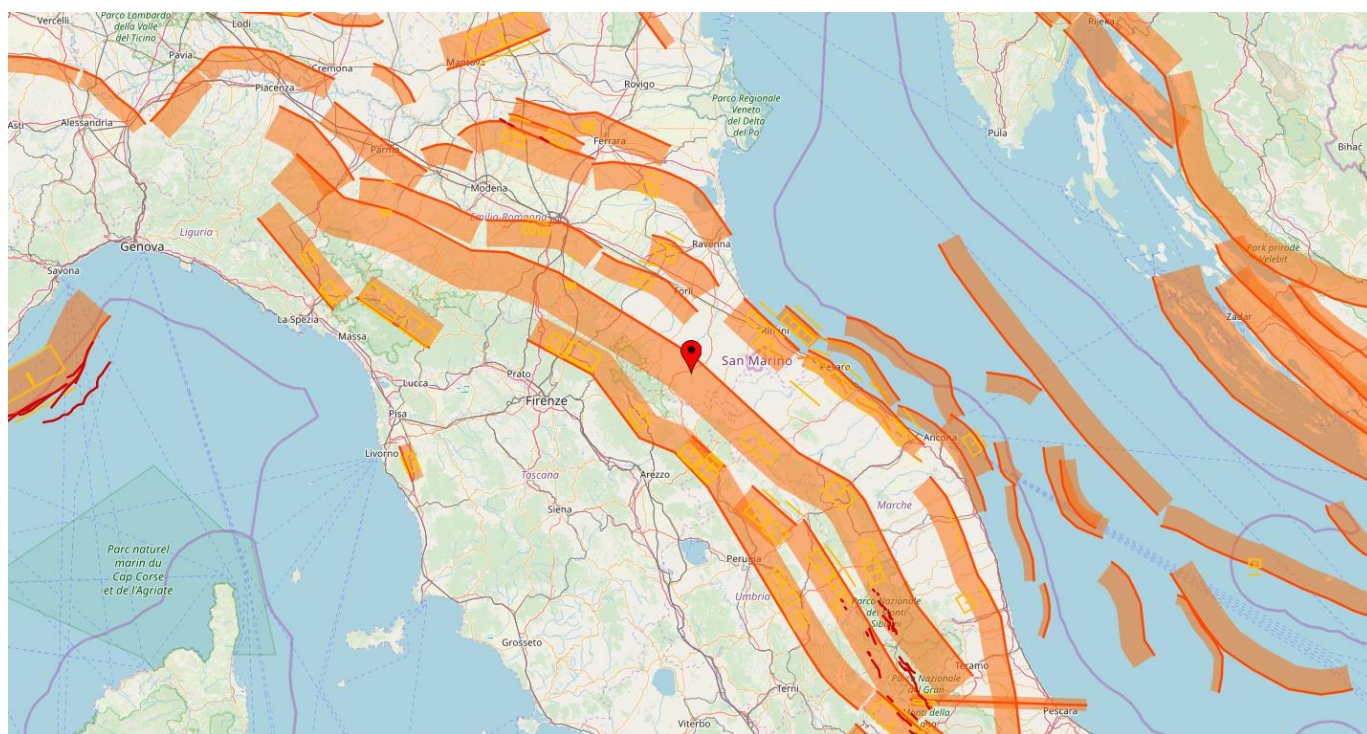 Vercelli
Parco Lombardo
della Valle
del Ticino
Lodi
Pavia
Cremona
Mantova
Rovigo
Rijeka
Piacenza
Parco Regionale
Veneto
del Delta
del Po
Asti
Alessandria
Pula
Bihać
Parma
Ferrara
Modena
Emilia-Romagna
Liguria
Genova
Ravenna
Park prirode
Velebit
Savona
Forlì
La Spezia
Massa
Rimini
Zadar
San Marino
Pesaro
Lucca
Prato
Firenze
Pisa
Livorno
Ancona
Toscana
Arezzo
Siena
Marche
Parc naturel
marin du
Cap Corse
et de l'Agriate
Perugia
Umbria
Parco Nazionale
dei Monti
Sibillini
Grosseto
Teramo
Parco Nazionale
del Gran
Monti della
Terni
Viterbo
Pescara